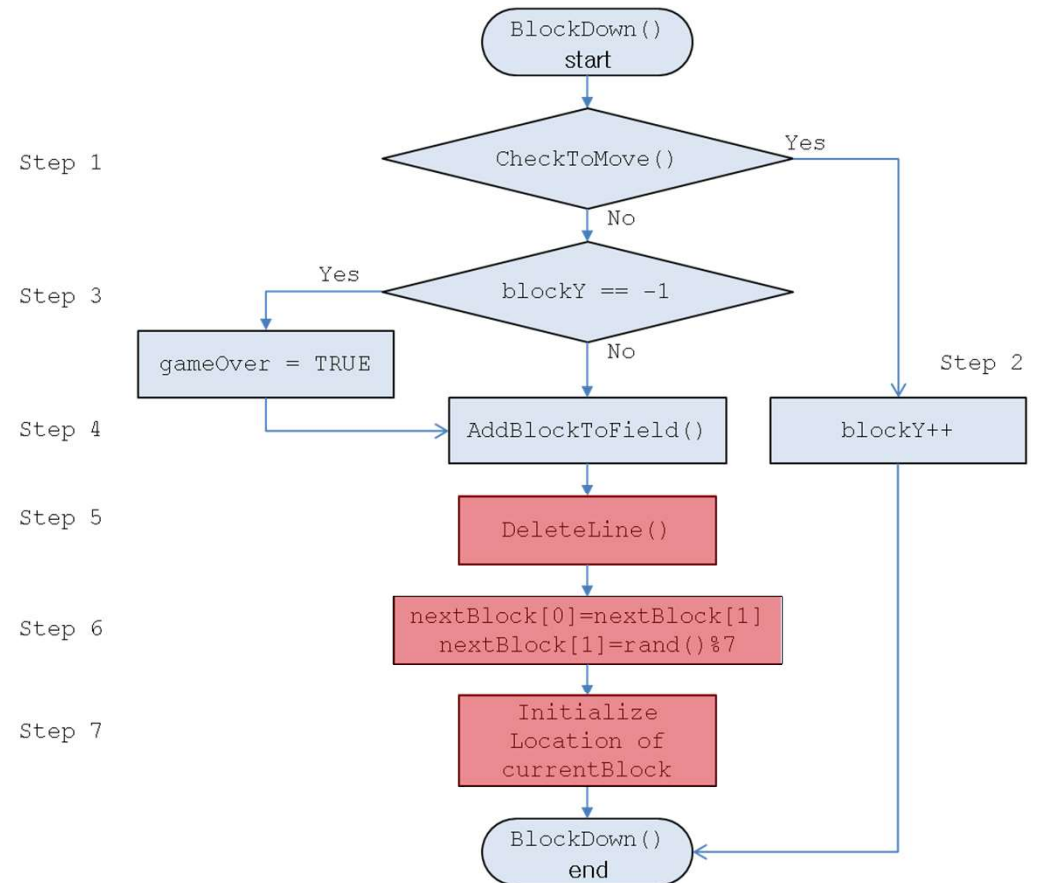 BlockDown()
start
Step 1
CheckToMove()
Yes
No
Step 3
Yes
blockY == -1
No
gameOver = TRUE
Step 2
Step 4
AddBlockToField()
blockY++
Step 5
DeleteLine()
Step 6
nextBlock[0]=nextBlock[1]
nextBlock[1]=rand()%7
Step 7
Initialize
Location of
currentBlock
BlockDown()
end